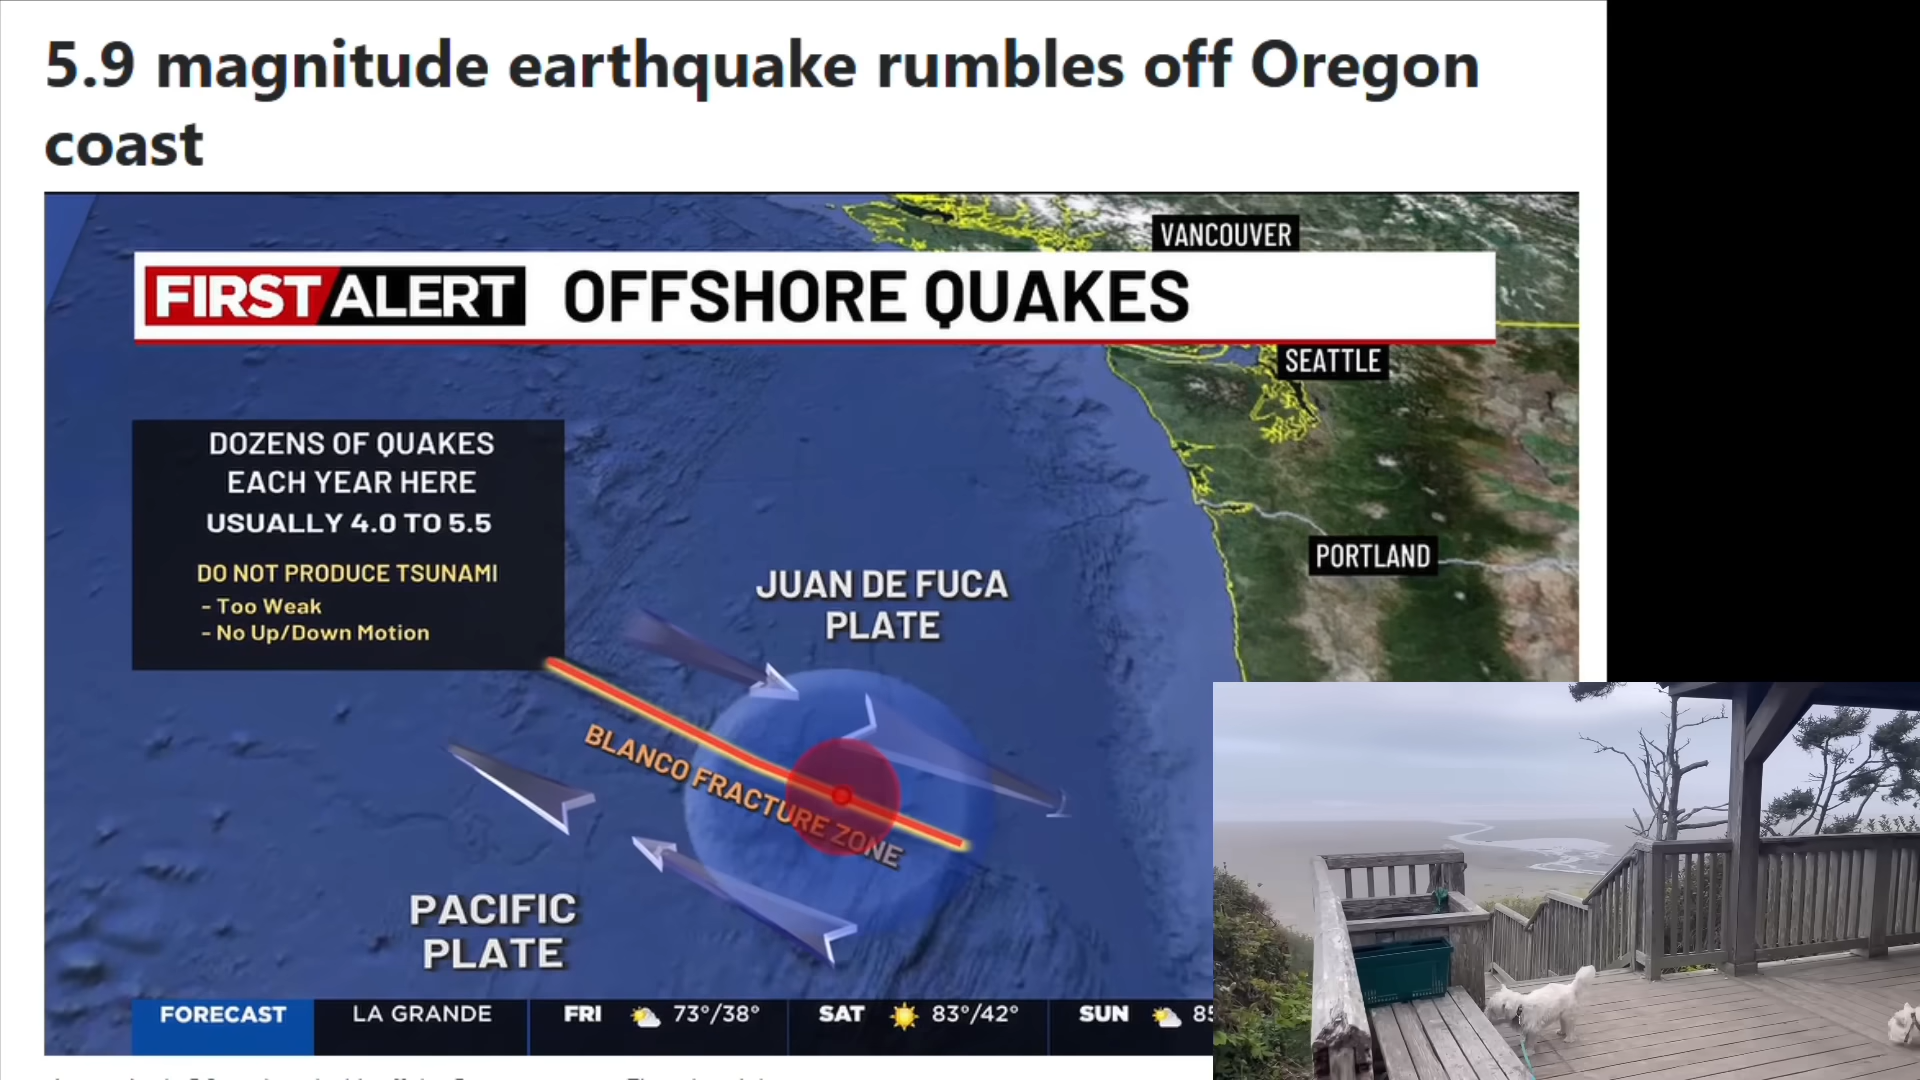 5.9 magnitude earthquake rumbles off Oregon
coast
VANCOUVER
FIRST ALERT OFFSHORE QUAKES
SEATTLE
DOZENS OF QUAKES
EACH YEAR HERE
USUALLY 4.0 TO 5.5
DO NOT PRODUCE TSUNAMI
- Too Weak
- No Up/Down Motion
PORTLAND
JUAN DE FUCA
PLATE
BLANCO FRACTURE ZONE
PACIFIC
PLATE
FORECAST LA GRANDE FRI 73°/38° SAT 83°/42° SUN